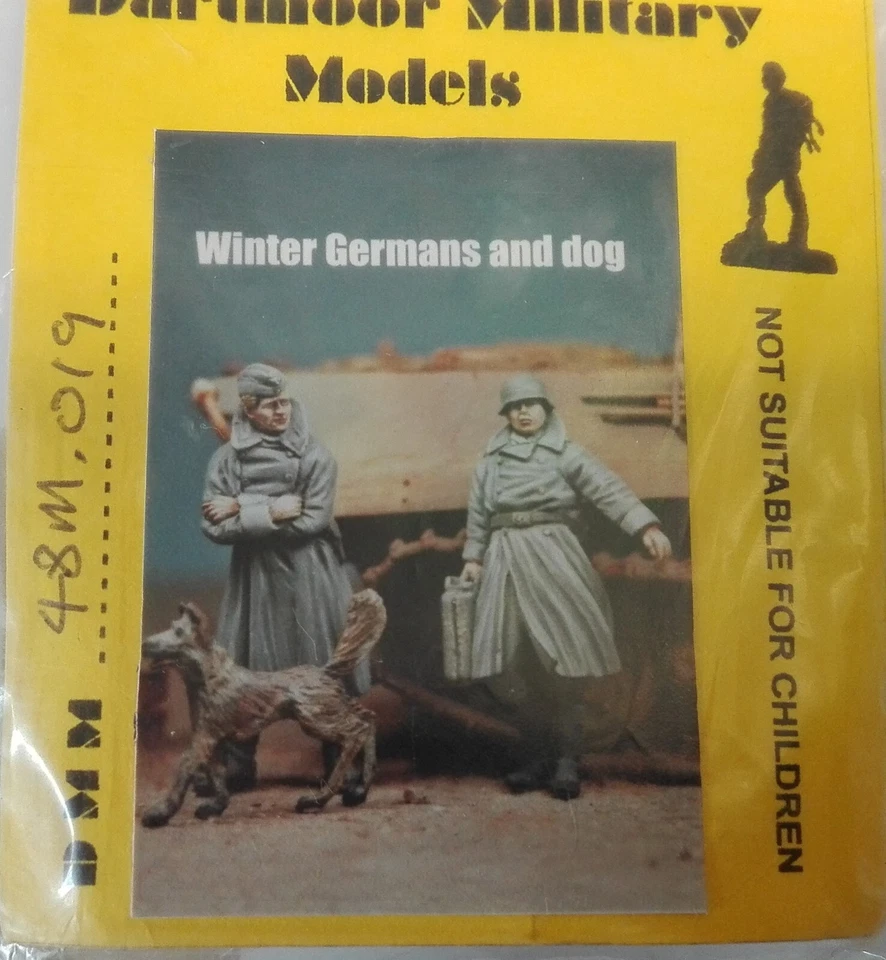 Dartmoor Military
Models
Winter Germans and dog
48M.019
DMM
NOT SUITABLE FOR CHILDREN